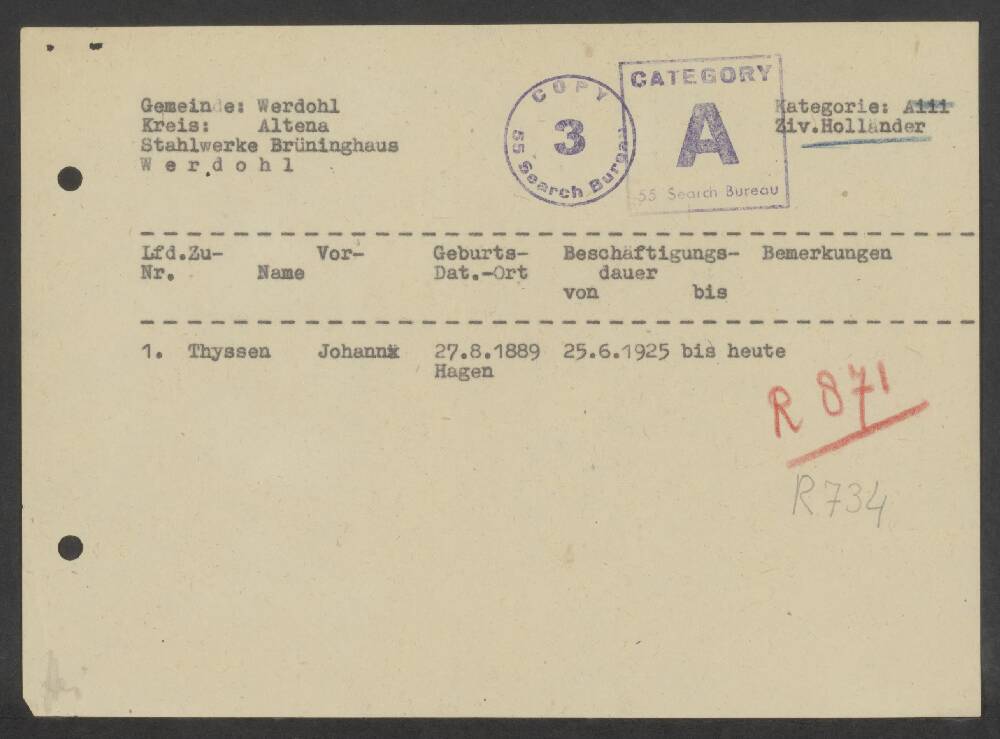 Gemeinde: Werdohl
Kreis: Altena
Stahlwerke Brüninghaus
W e r d o h l
COPY
3
55 Search Bureau
CATEGORY
A
55 Search Bureau
Kategorie: Aiii
Ziv.Holländer
Lfd.Zu- Vor- Geburts- Beschäftigungs- Bemerkungen
Nr. Name Dat.-Ort dauer
von bis
1. Thyssen Johann 27.8.1889 25.6.1925 bis heute
Hagen
R 871
R 734